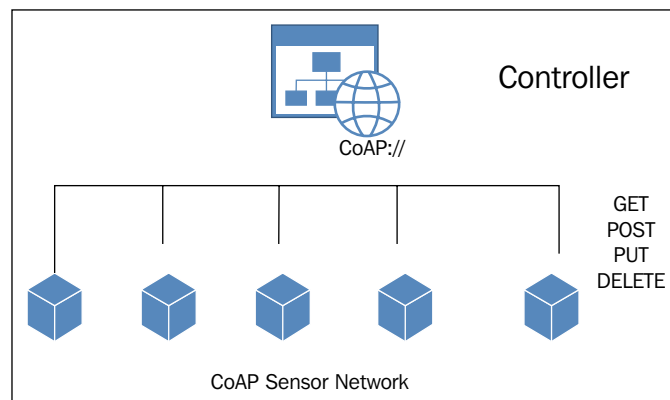 Controller
CoAP://
GET
POST
PUT
DELETE
CoAP Sensor Network